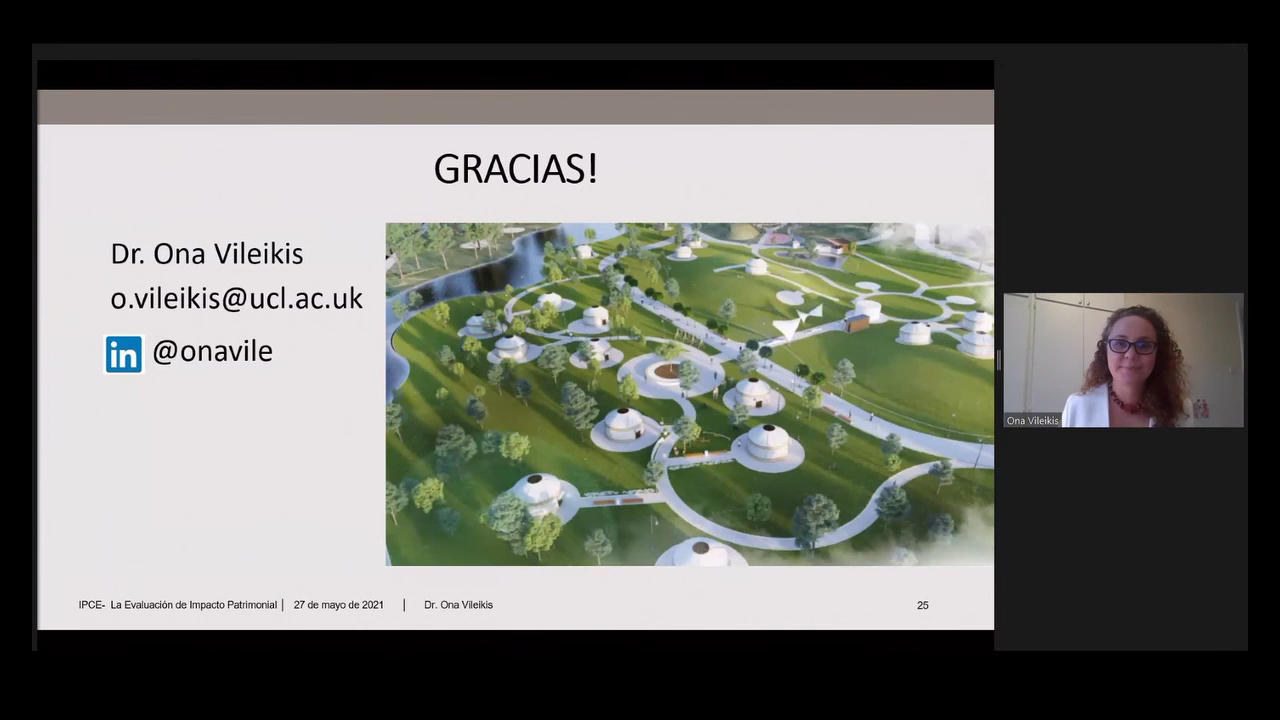 GRACIAS!
Dr. Ona Vileikis
o.vileikis@ucl.ac.uk
in @onavile
IPCE- La Evaluación de Impacto Patrimonial | 27 de mayo de 2021 | Dr. Ona Vileikis 25
Ona Vileikis